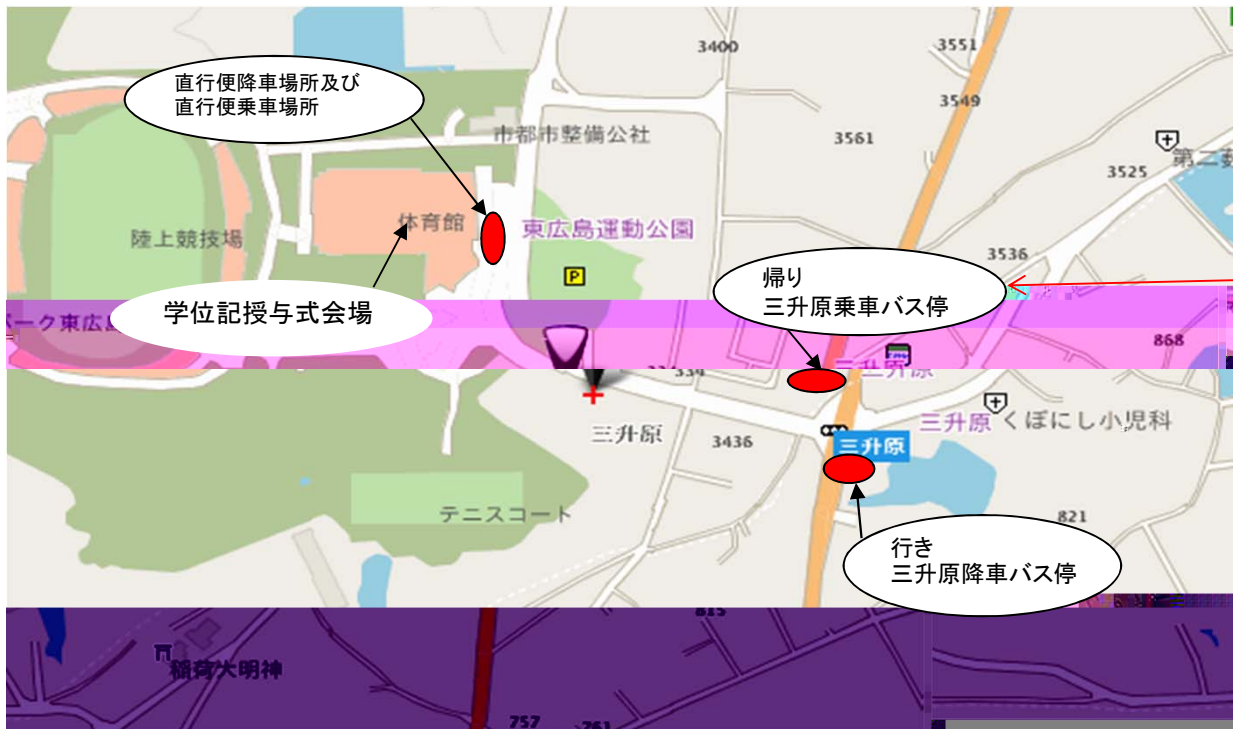 3400
3551
直行便降車場所及び
直行便乗車場所
3549
市都市整備公社
3561
第二
3525
体育館
東広島運動公園
陸上競技場
3536
P
帰り
三升原乗車バス停
学位記授与式会場
パーク東広島
868
三升原
334
三升原
3436
三升原
三升原
くぼにし小児科
テニスコート
821
行き
三升原降車バス停
815
稲荷大明神
757
761